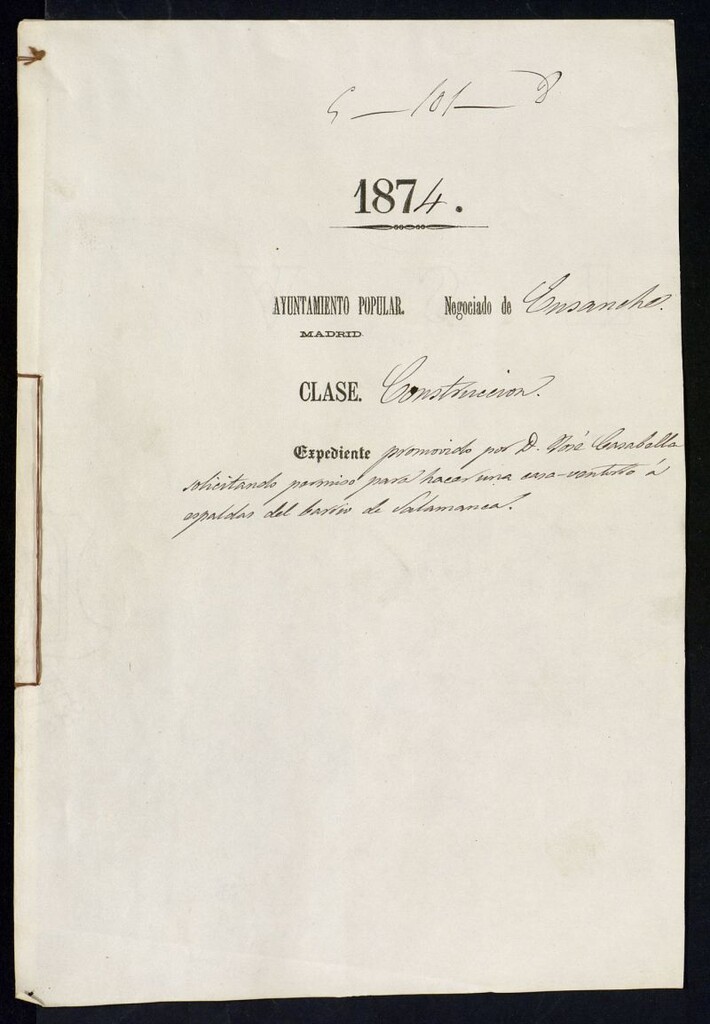 5 — 101 — 8
1874.
AYUNTAMIENTO POPULAR. Negociado de Ensanche.
MADRID
CLASE. Construccion.
Expediente promovido por D. José Casabella
solicitando permiso para hacer una casa-ventorro á
espaldas del barrio de Salamanca.